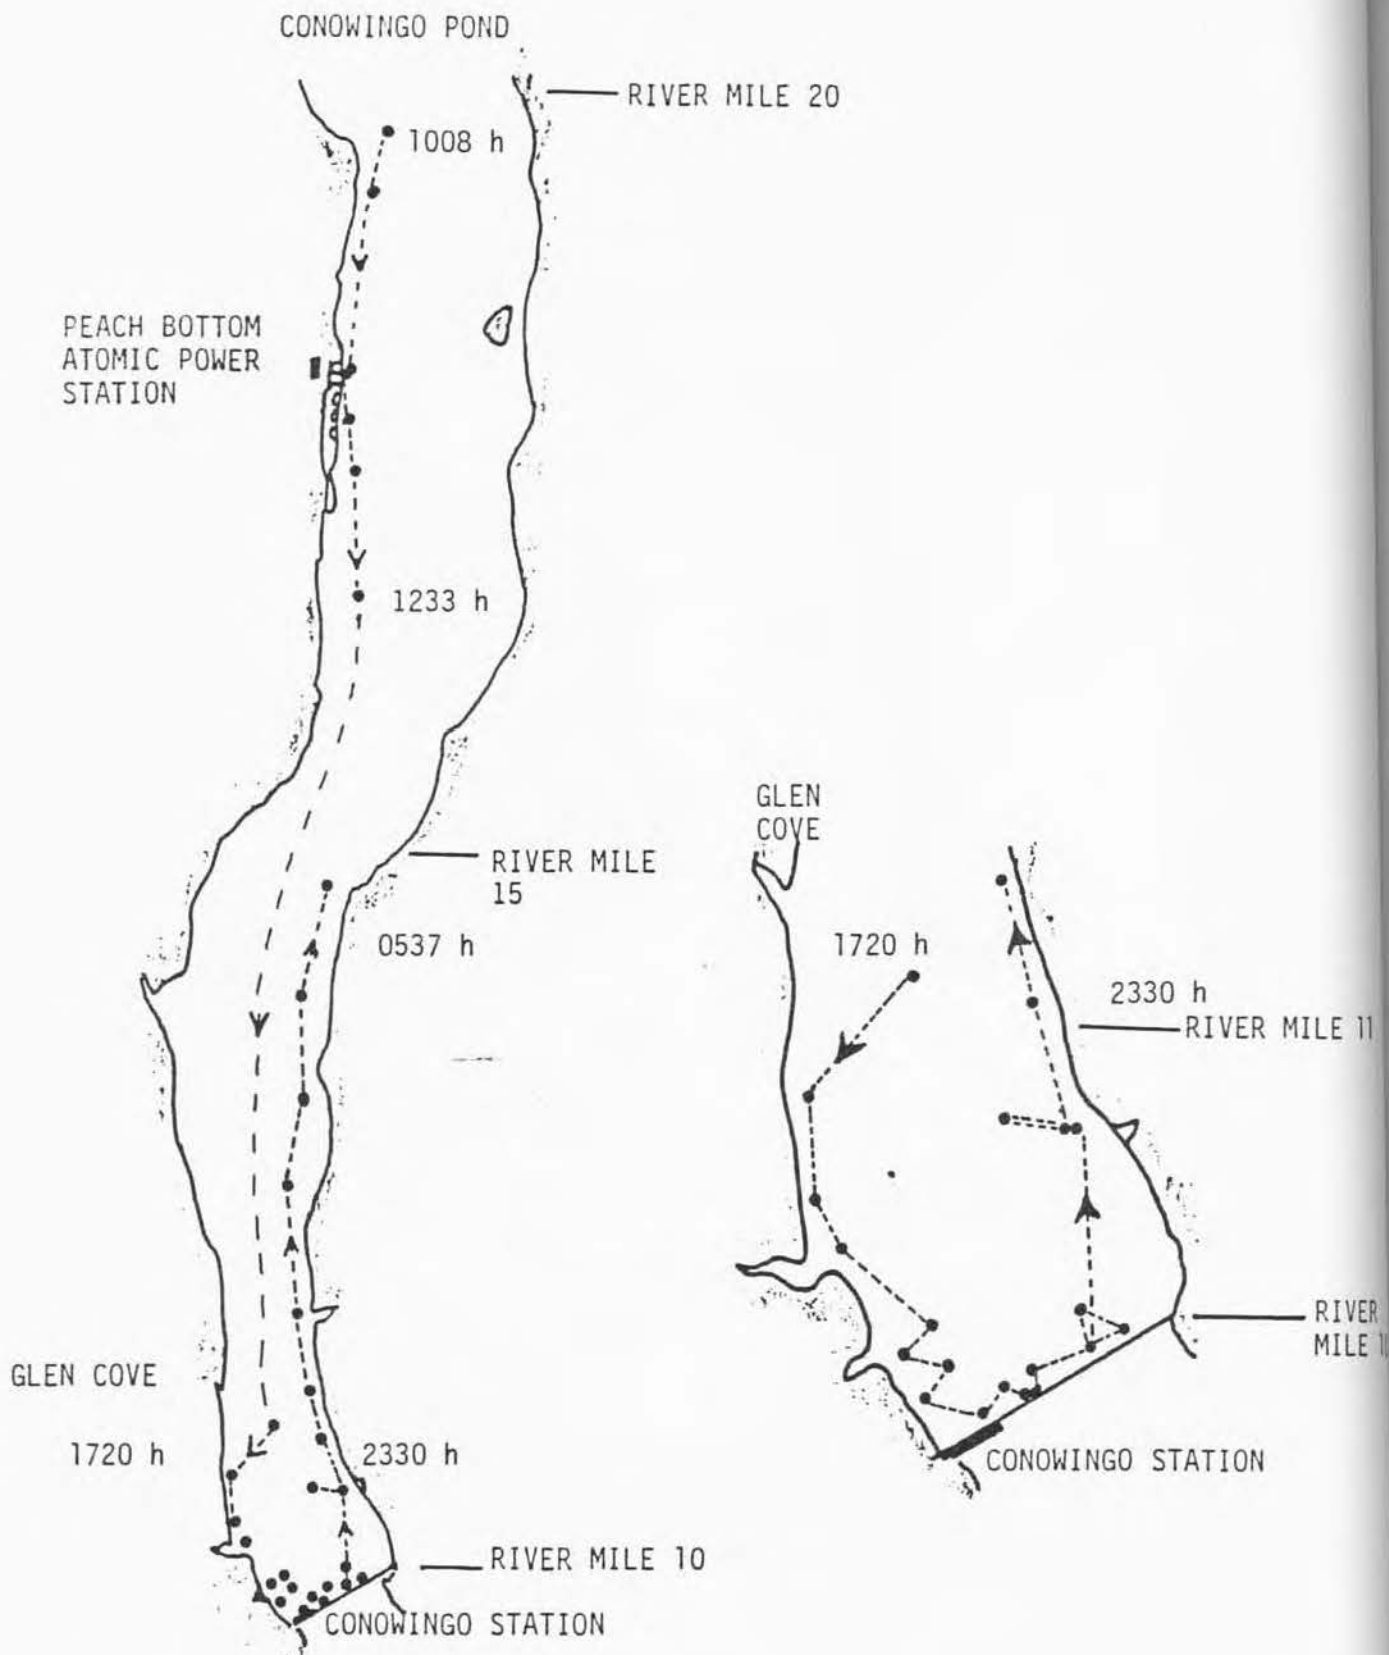 CONOWINGO POND
RIVER MILE 20
1008 h
PEACH BOTTOM
ATOMIC POWER
STATION
1233 h
RIVER MILE
15
0537 h
GLEN COVE
1720 h
2330 h
RIVER MILE 10
CONOWINGO STATION
GLEN
COVE
1720 h
2330 h
RIVER MILE 11
RIVER
MILE
CONOWINGO STATION